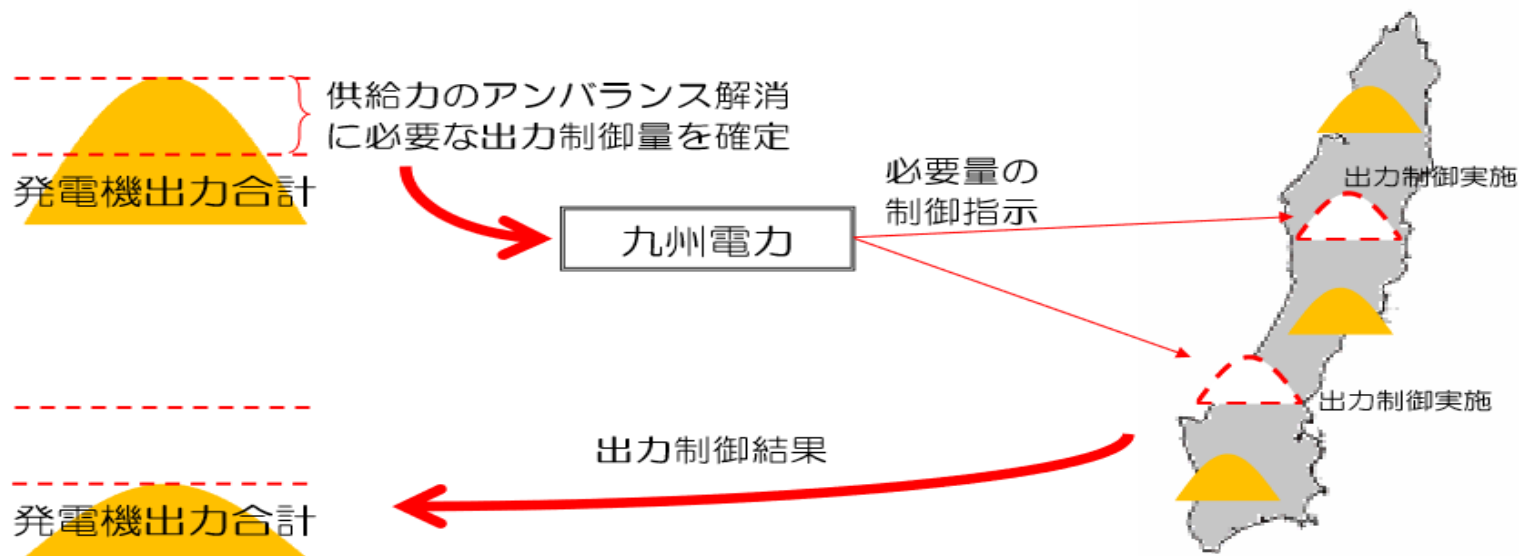 供給力のアンバランス解消
に必要な出力制御量を確定
発電機出力合計
九州電力
必要量の
制御指示
出力制御実施
出力制御実施
出力制御結果
発電機出力合計